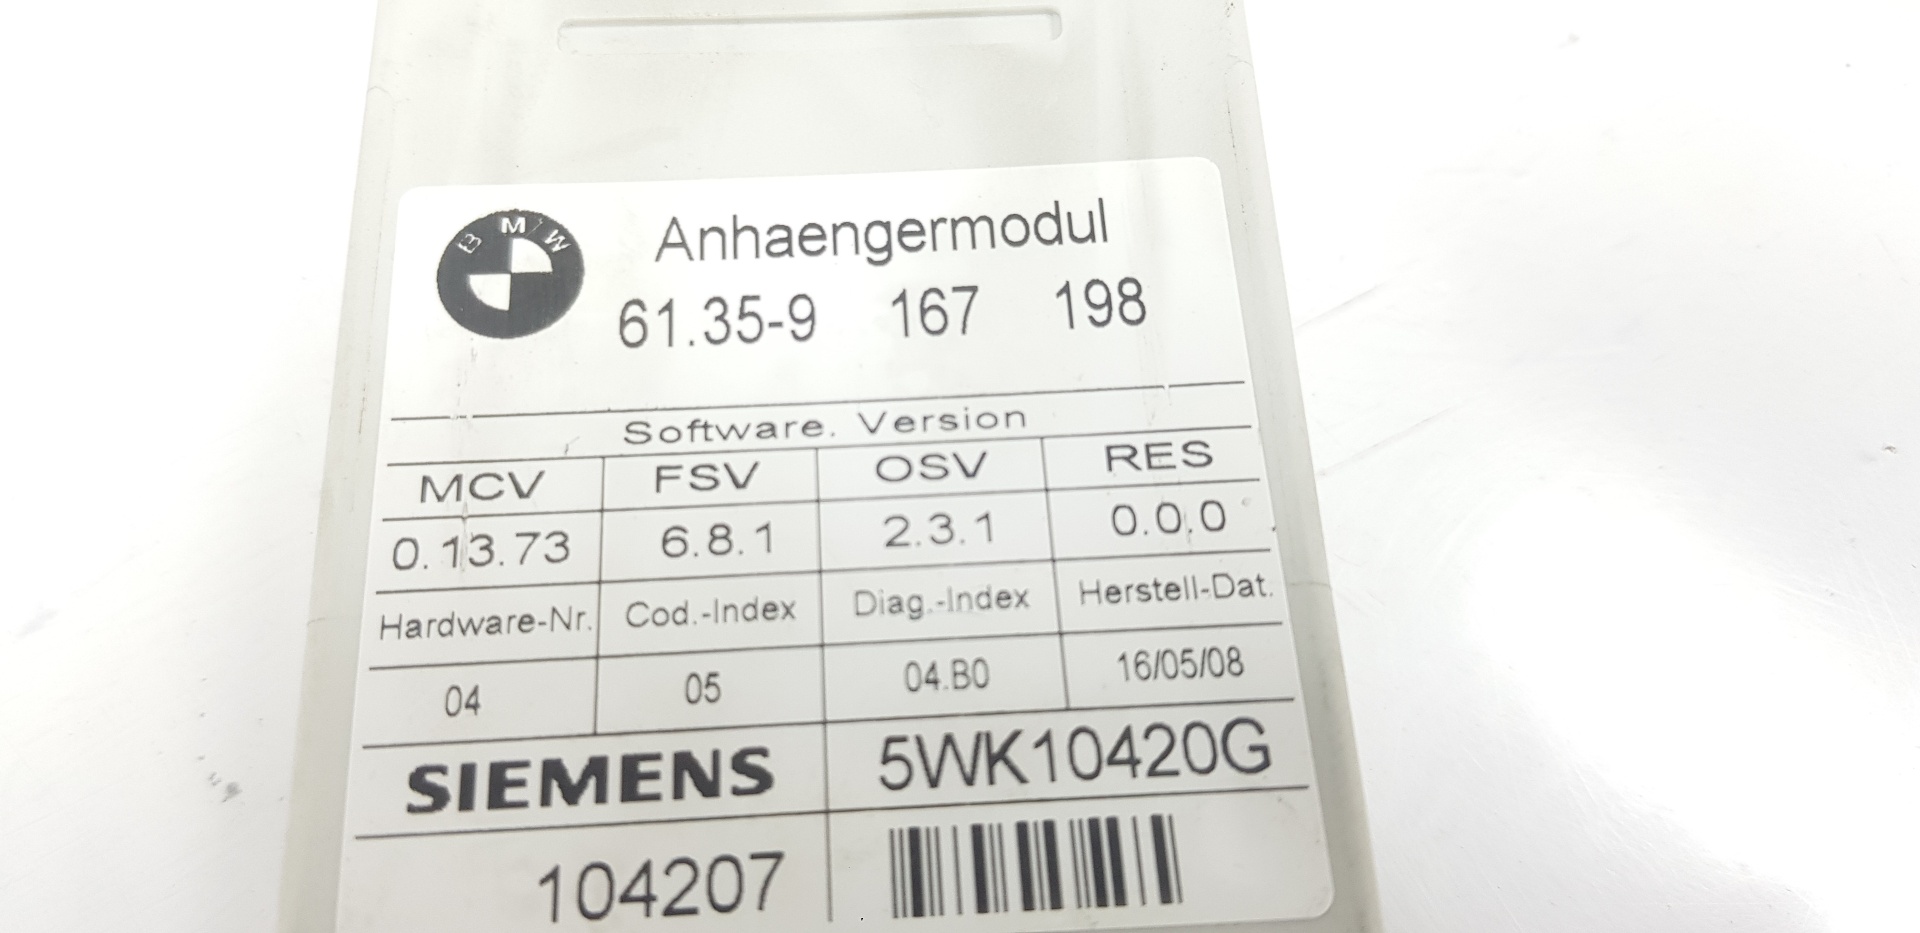 BMW
Anhaengermodul
61.35-9 167 198
Software. Version
MCV FSV OSV RES
0.13.73 6.8.1 2.3.1 0.0.0
Hardware-Nr. Cod.-Index Diag.-Index Herstell-Dat.
04 05 04.B0 16/05/08
SIEMENS 5WK10420G
104207